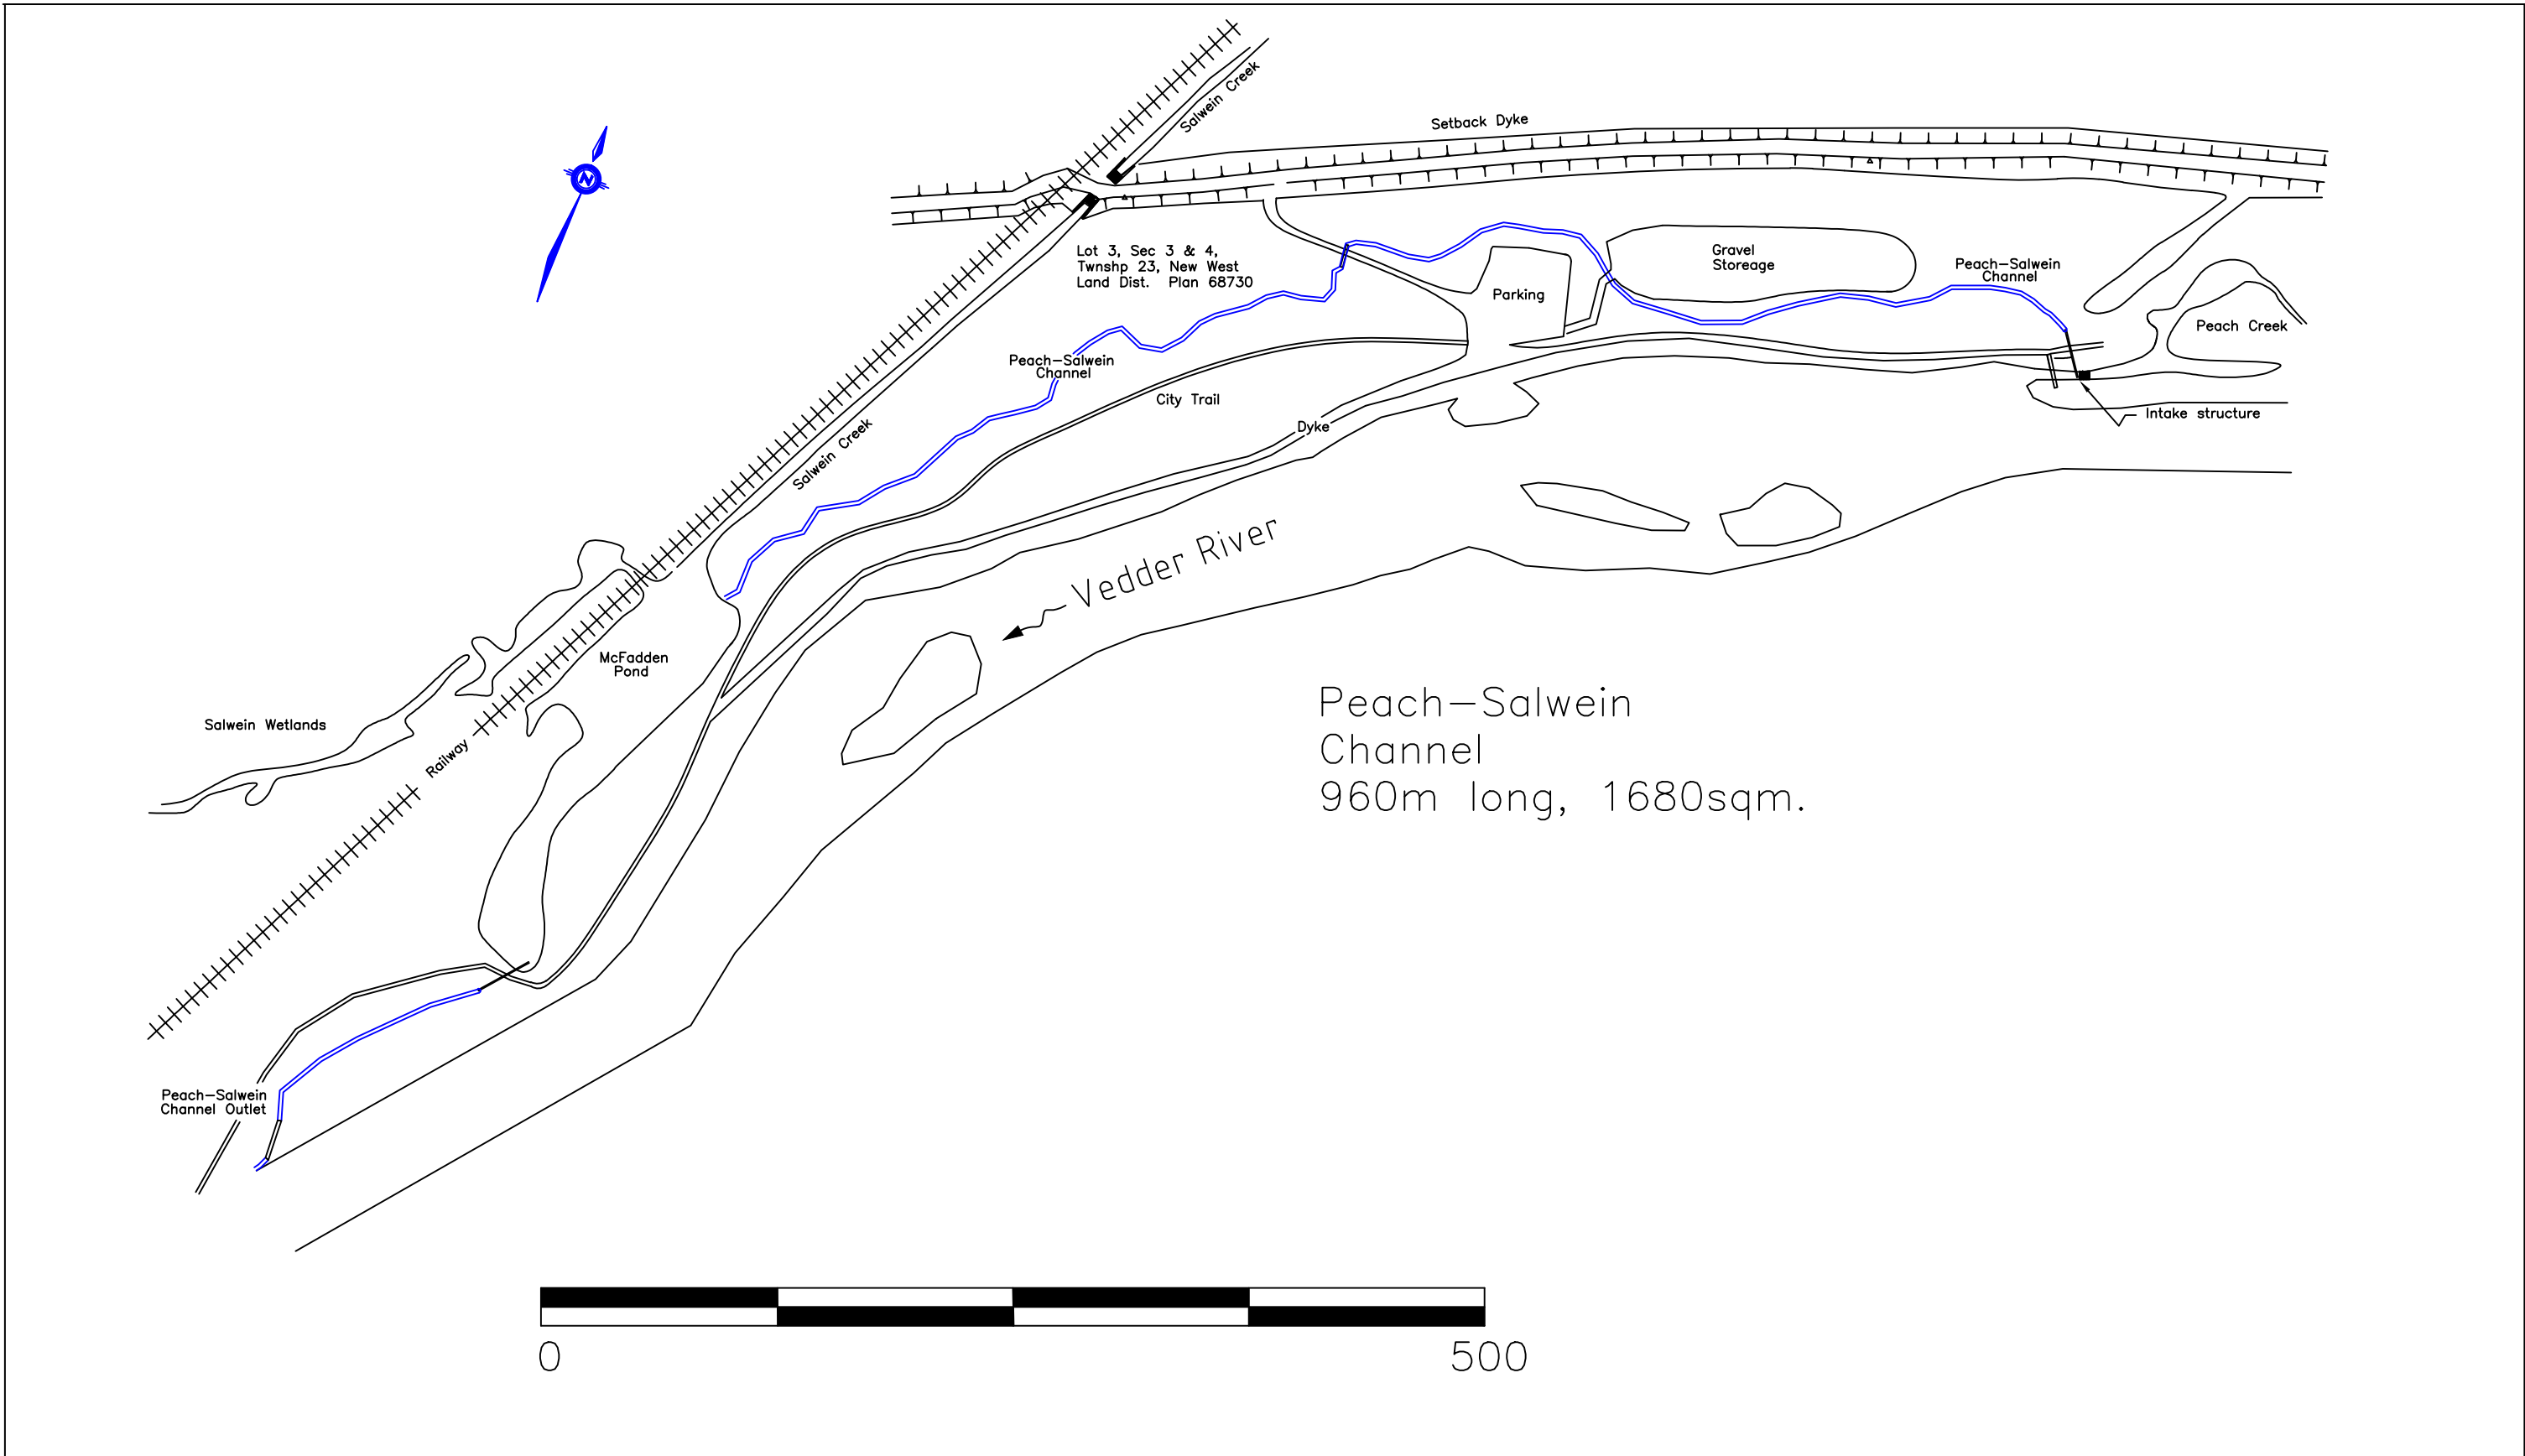 Salwein Creek
Setback Dyke
N
Lot 3, Sec 3 & 4,
Twnshp 23, New West
Land Dist. Plan 68730
Gravel
Storeage
Peach-Salwein
Channel
Parking
Peach Creek
Peach-Salwein
Channel
City Trail
Intake structure
Dyke
Salwein Creek
Vedder River
McFadden
Pond
Salwein Wetlands
Railway
Peach-Salwein
Channel
960m long, 1680sqm.
Peach-Salwein
Channel Outlet
0
500